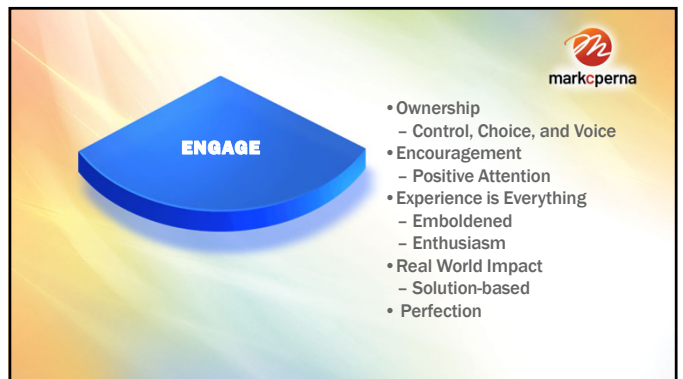 markcperna
ENGAGE
•Ownership
– Control, Choice, and Voice
•Encouragement
– Positive Attention
•Experience is Everything
– Emboldened
– Enthusiasm
•Real World Impact
– Solution-based
• Perfection